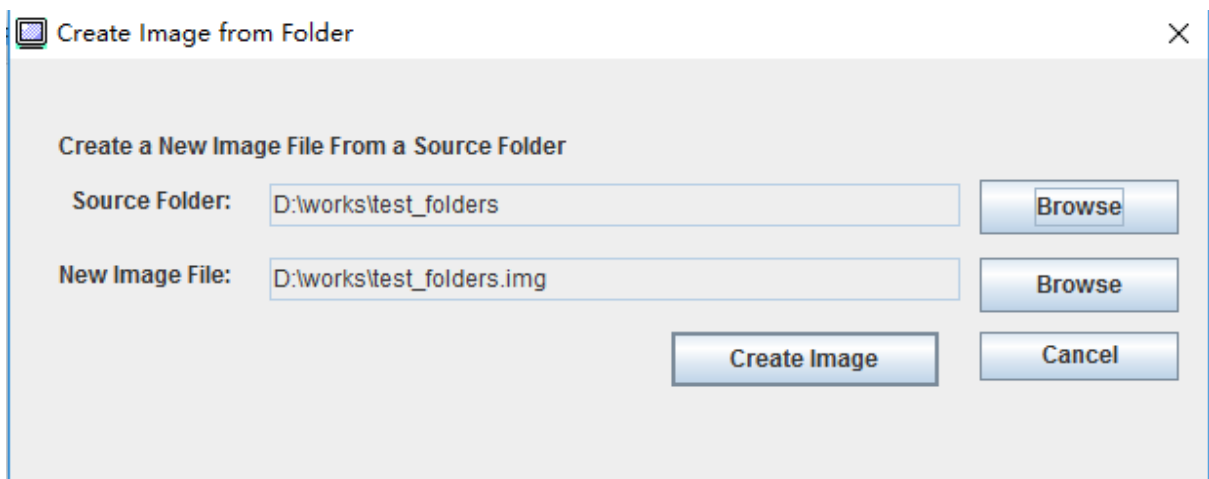 Create Image from Folder
Create a New Image File From a Source Folder
Source Folder: D:\works\test_folders Browse
New Image File: D:\works\test_folders.img Browse
Create Image Cancel